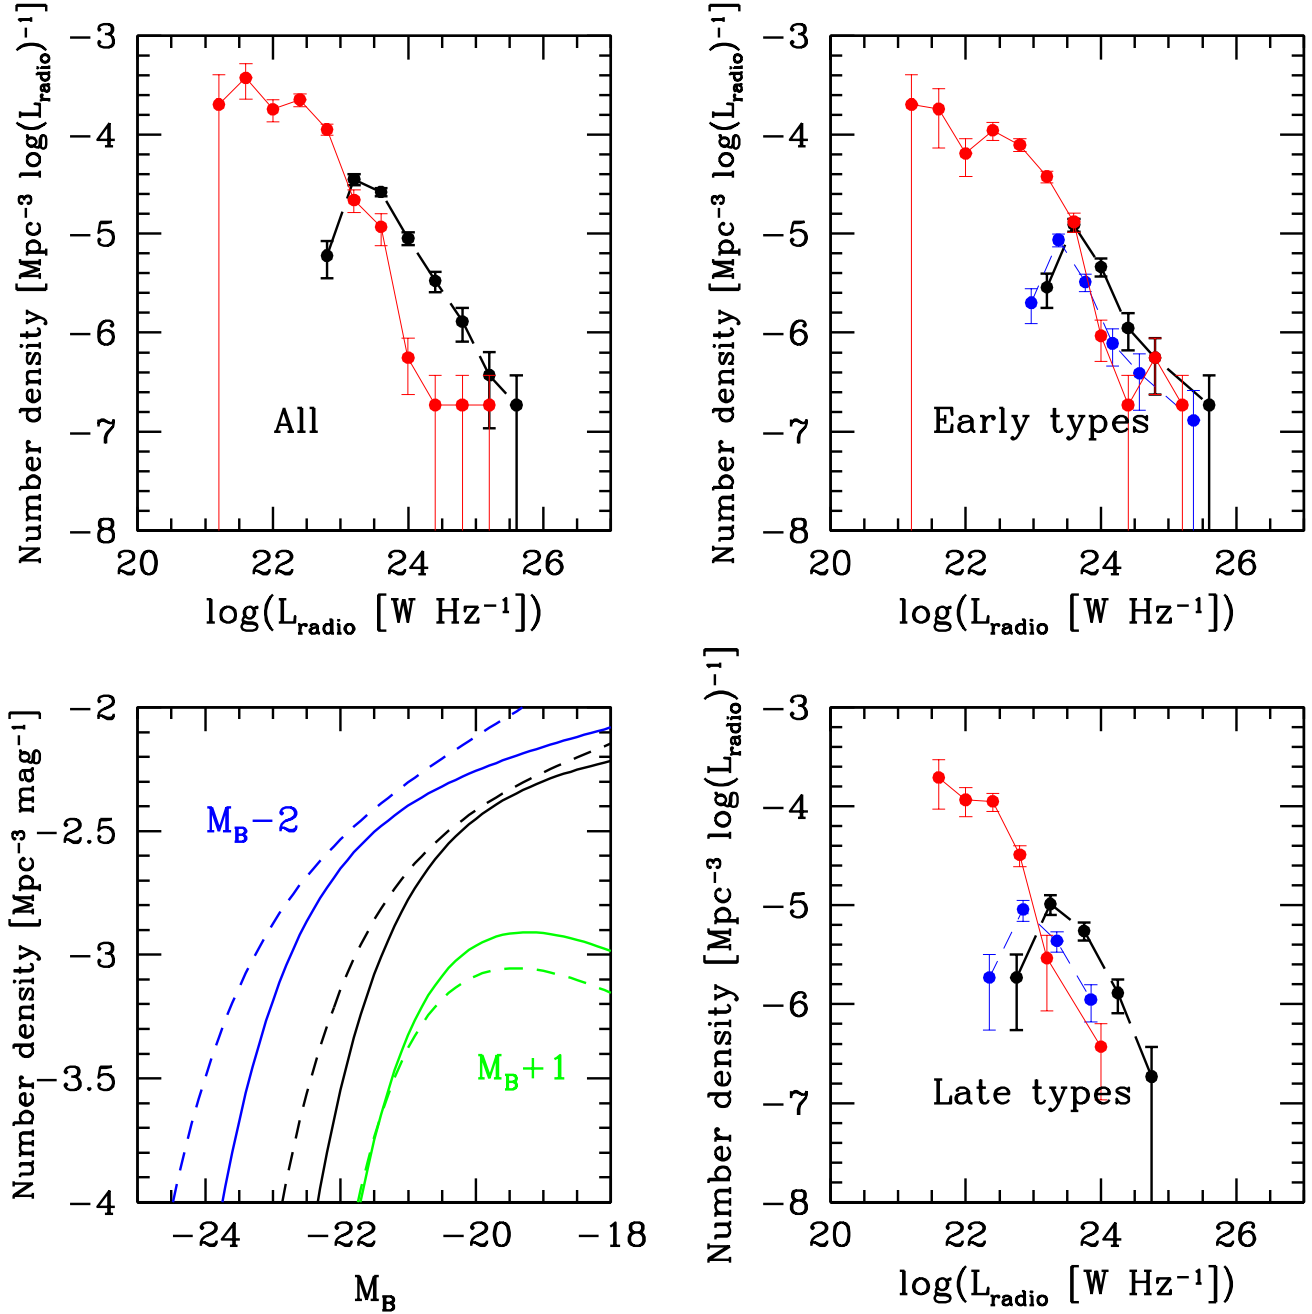 Number density [Mpc⁻³ log(L_radio)⁻¹]
−3
−4
−5
−6
−7
−8
All
20 22 24 26
log(L_radio [W Hz⁻¹])
Number density [Mpc⁻³ log(L_radio)⁻¹]
−3
−4
−5
−6
−7
−8
Early types
20 22 24 26
log(L_radio [W Hz⁻¹])
Number density [Mpc⁻³ mag⁻¹]
−2
−2.5
−3
−3.5
−4
M_B−2
M_B+1
−24 −22 −20 −18
M_B
Number density [Mpc⁻³ log(L_radio)⁻¹]
−3
−4
−5
−6
−7
−8
Late types
20 22 24 26
log(L_radio [W Hz⁻¹])